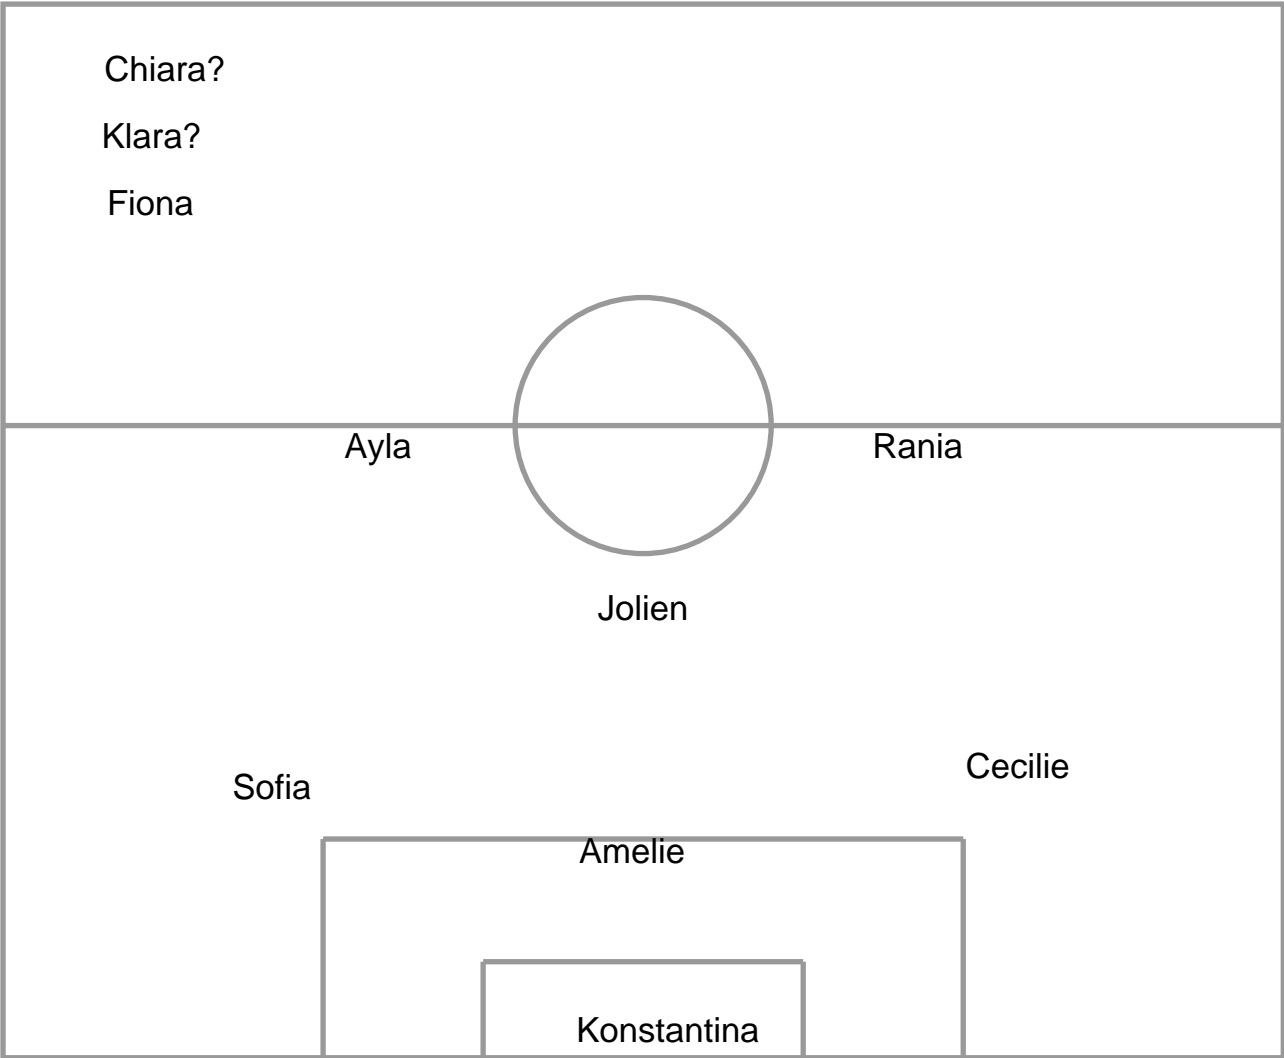 Chiara?
Klara?
Fiona
Ayla Rania
Jolien
Cecilie
Sofia
Amelie
Konstantina